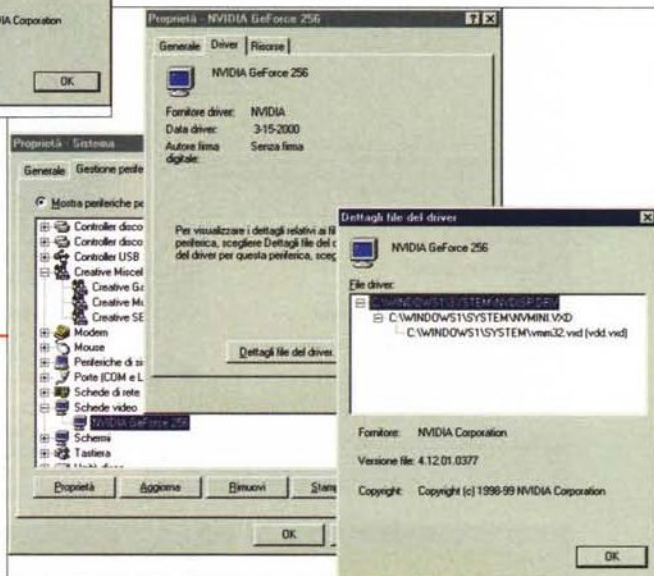 DIA Corporation
OK
Proprietà - NVIDIA GeForce 256
Generale Driver Risorse
NVIDIA GeForce 256
Fornitore driver: NVIDIA
Data driver: 3-15-2000
Autore firma digitale: Senza firma
Per visualizzare i dettagli relativi ai fil
periferica, scegliere Dettagli file del d
del driver per questa periferica, sceg
Dettagli file del driver.
Proprietà - Sistema
Generale Gestione perife
Mostra periferiche pe
Controller disco
Controller disco
Controller USB
Creative Miscel
Creative Ga
Creative Mu
Creative SE
Modem
Mouse
Periferiche di si
Porte (COM e L
Schede di rete
Schede video
NVIDIA GeForce 256
Schermi
Tastiera
Proprietà Aggiorna Rimuovi Stam
OK
Dettagli file del driver
NVIDIA GeForce 256
File driver:
C:\WINDOWS1\SYSTEM\NVDISP.DRV
C:\WINDOWS1\SYSTEM\NVMINI.VXD
C:\WINDOWS1\SYSTEM\vmm32.vxd (vdd.vxd)
Fornitore: NVIDIA Corporation
Versione file: 4.12.01.0377
Copyright: Copyright (c) 1998-99 NVIDIA Corporation
OK